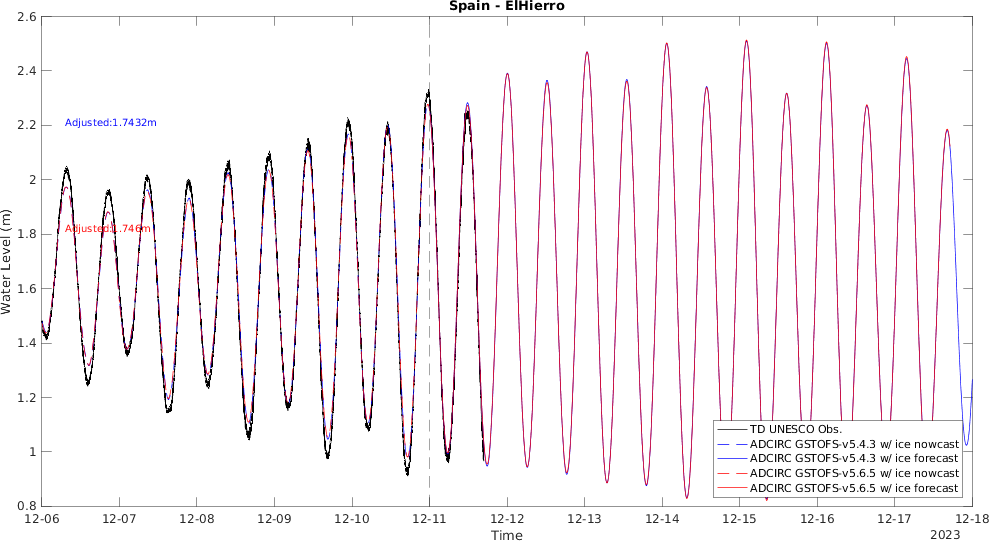 Spain - ElHierro
2.6
2.4
2.2
2
1.8
1.6
1.4
1.2
1
0.8
Water Level (m)
Adjusted:1.7432m
Adjusted:1.746m
TD UNESCO Obs.
ADCIRC GSTOFS-v5.4.3 w/ ice nowcast
ADCIRC GSTOFS-v5.4.3 w/ ice forecast
ADCIRC GSTOFS-v5.6.5 w/ ice nowcast
ADCIRC GSTOFS-v5.6.5 w/ ice forecast
12-06 12-07 12-08 12-09 12-10 12-11 12-12 12-13 12-14 12-15 12-16 12-17 12-18
Time
2023